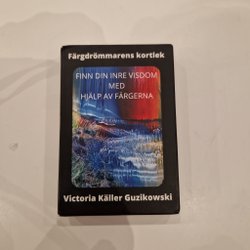 Färgdrömmarens kortlek
FINN DIN INRE VISDOM
MED
HJÄLP AV FÄRGERNA
Victoria Käller Guzikowski